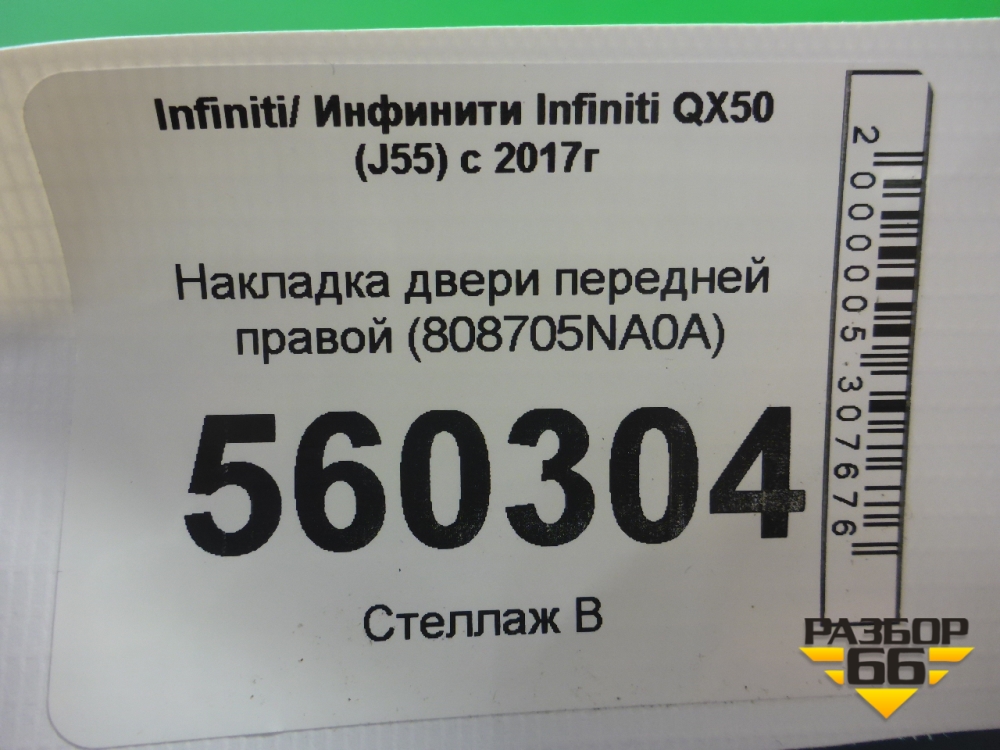 Infiniti/ Инфинити Infiniti QX50
(J55) с 2017г
Накладка двери передней
правой (808705NA0A)
560304
Стеллаж В
2000005307676
РАЗБОР
66